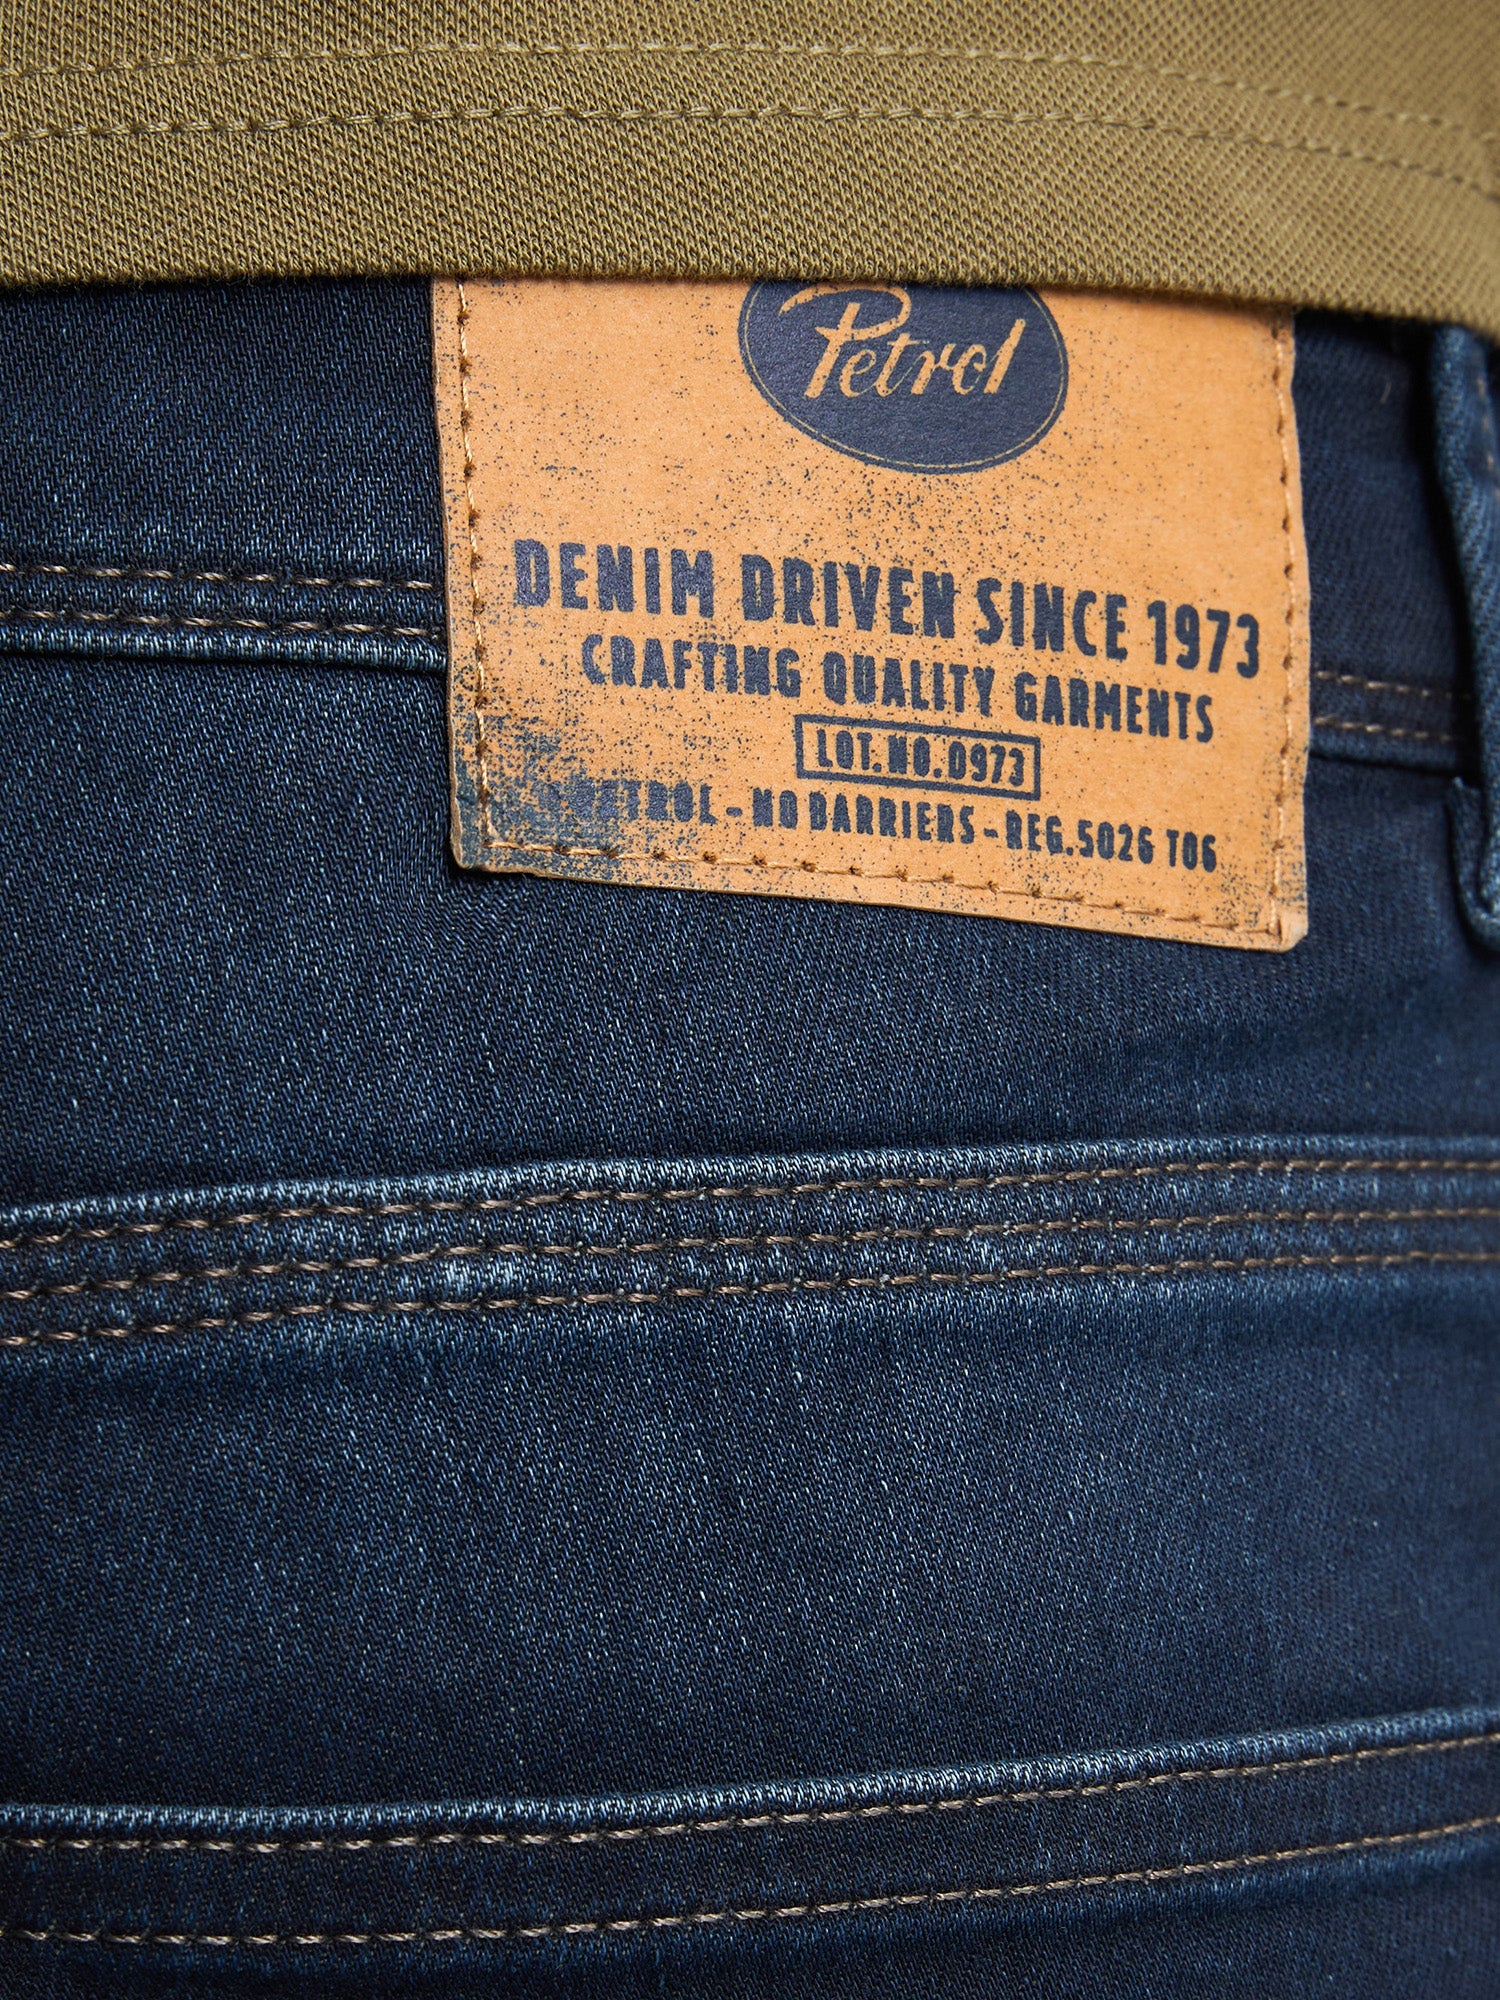 Petrol
DENIM DRIVEN SINCE 1973
CRAFTING QUALITY GARMENTS
LOT.NO.0973
PETROL - NO BARRIERS - REG.5026 T06